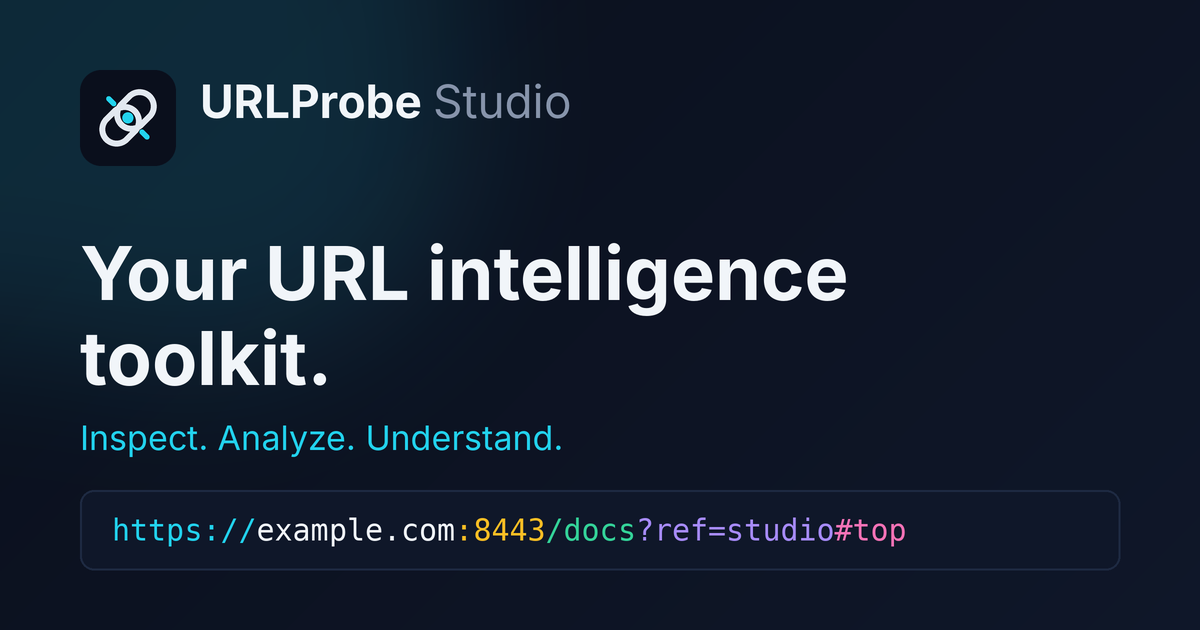 URLProbe Studio
Your URL intelligence
toolkit.
Inspect. Analyze. Understand.
https://example.com:8443/docs?ref=studio#top